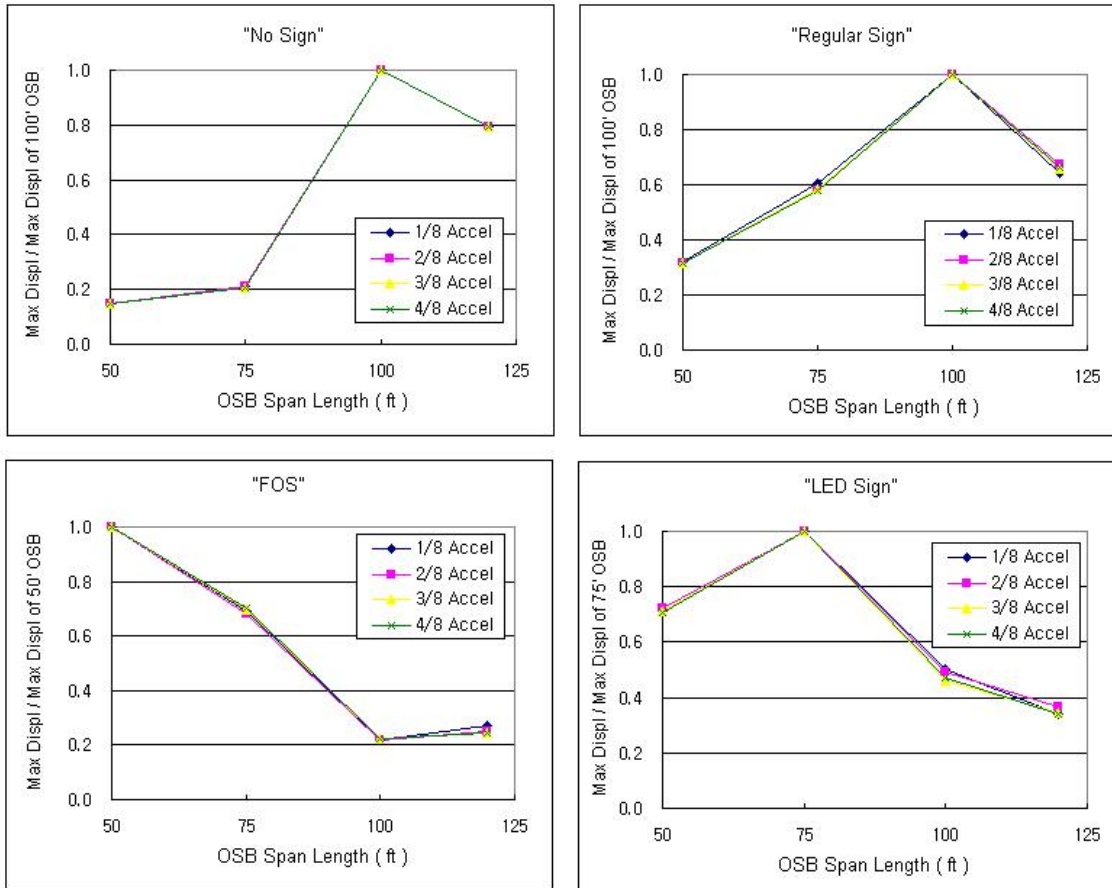 "No Sign"
Max Displ / Max Displ of 100' OSB
1.0
0.8
0.6
0.4
0.2
0.0
1/8 Accel
2/8 Accel
3/8 Accel
4/8 Accel
50 75 100 125
OSB Span Length ( ft )
"Regular Sign"
Max Displ / Max Displ of 100' OSB
1.0
0.8
0.6
0.4
0.2
0.0
1/8 Accel
2/8 Accel
3/8 Accel
4/8 Accel
50 75 100 125
OSB Span Length ( ft )
"FOS"
Max Displ / Max Displ of 50' OSB
1.0
0.8
0.6
0.4
0.2
0.0
1/8 Accel
2/8 Accel
3/8 Accel
4/8 Accel
50 75 100 125
OSB Span Length ( ft )
"LED Sign"
Max Displ / Max Displ of 75' OSB
1.0
0.8
0.6
0.4
0.2
0.0
1/8 Accel
2/8 Accel
3/8 Accel
4/8 Accel
50 75 100 125
OSB Span Length ( ft )